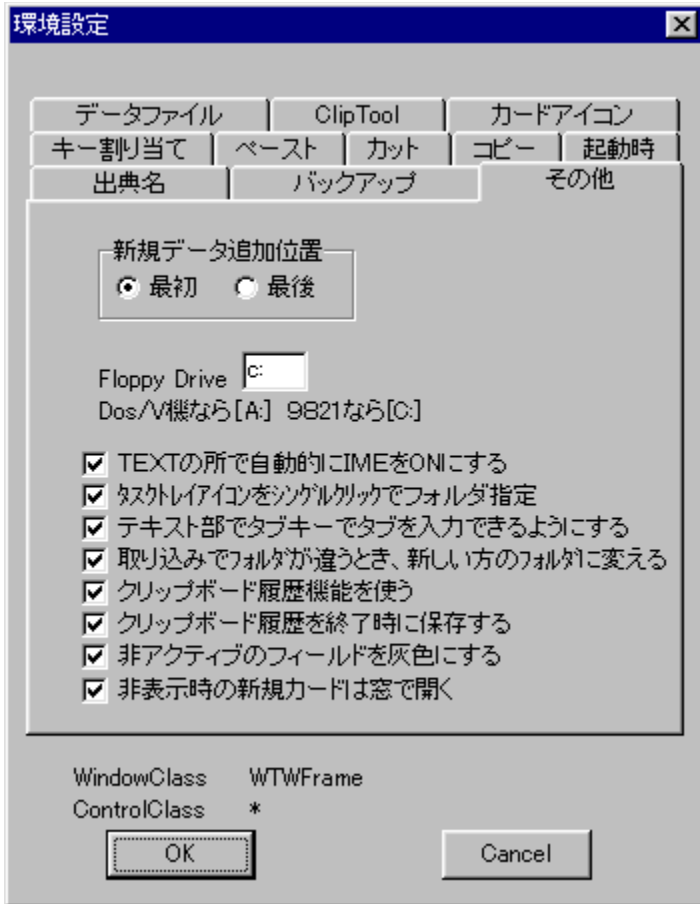 環境設定
データファイル ClipTool カードアイコン
キー割り当て ペースト カット コピー 起動時
出典名 バックアップ その他
新規データ追加位置
最初 最後
Floppy Drive c:
Dos/V機なら[A:] 9821なら[C:]
TEXTの所で自動的にIMEをONにする
ﾀｽｸﾄﾚｲｱｲｺﾝをｼﾝｸﾞﾙｸﾘｯｸでフォルダ指定
テキスト部でタブキーでタブを入力できるようにする
取り込みでﾌｫﾙﾀﾞが違うとき、新しい方のﾌｫﾙﾀﾞに変える
クリップボード履歴機能を使う
クリップボード履歴を終了時に保存する
非アクティブのフィールドを灰色にする
非表示時の新規カードは窓で開く
WindowClass WTWFrame
ControlClass *
OK Cancel